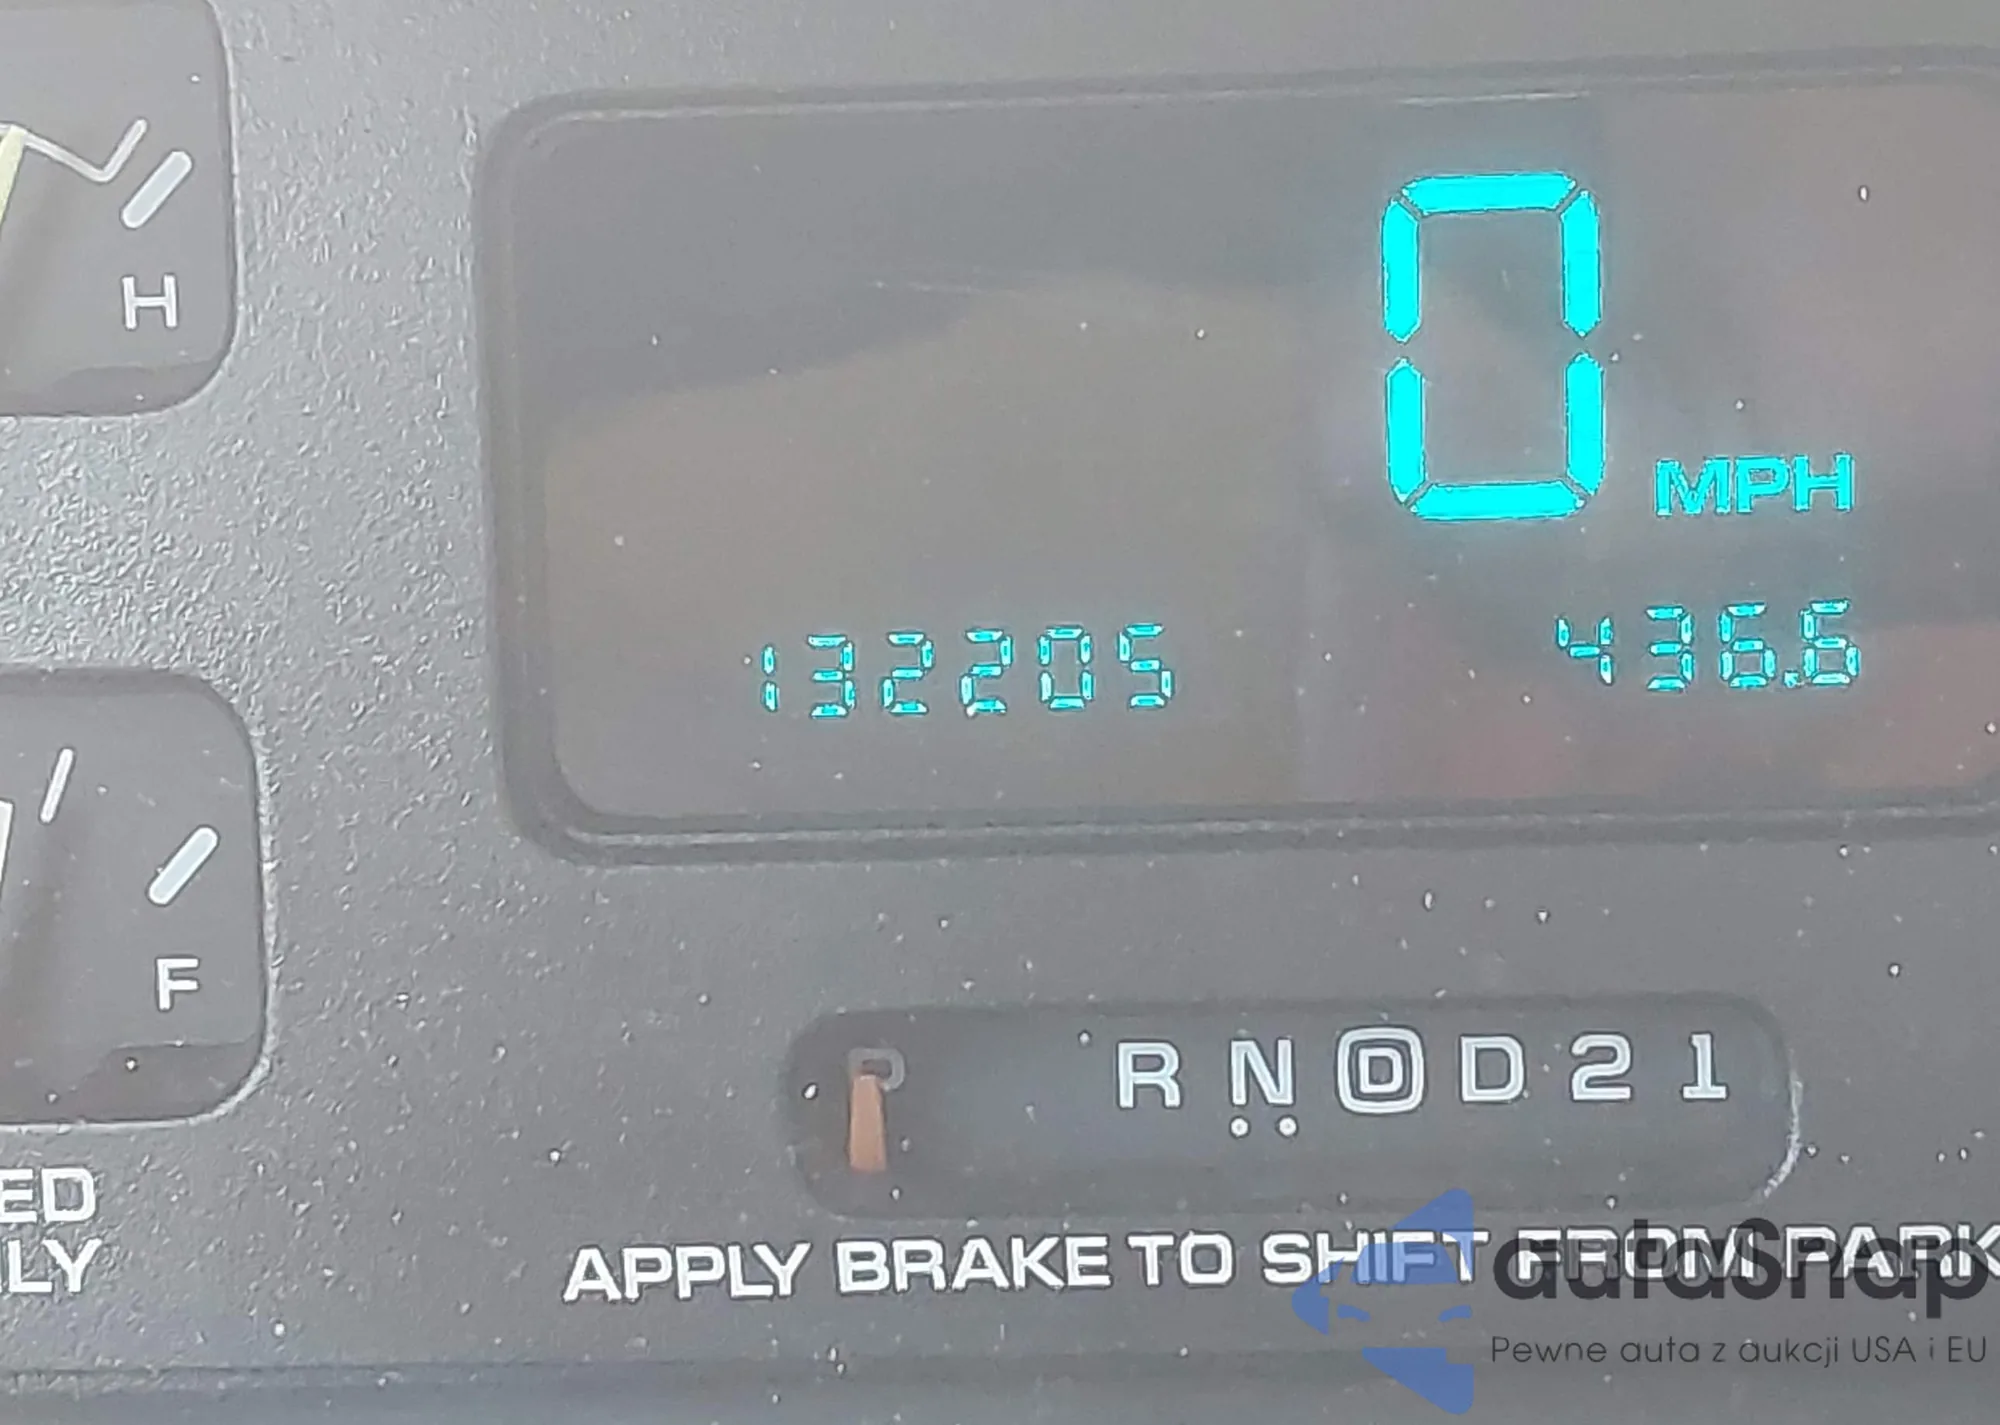 H
0 MPH
132205 436.6
F
P R N D D 2 1
ED
LY
APPLY BRAKE TO SHIFT FROM PARK
autaSnap
Pewne auta z aukcji USA i EU